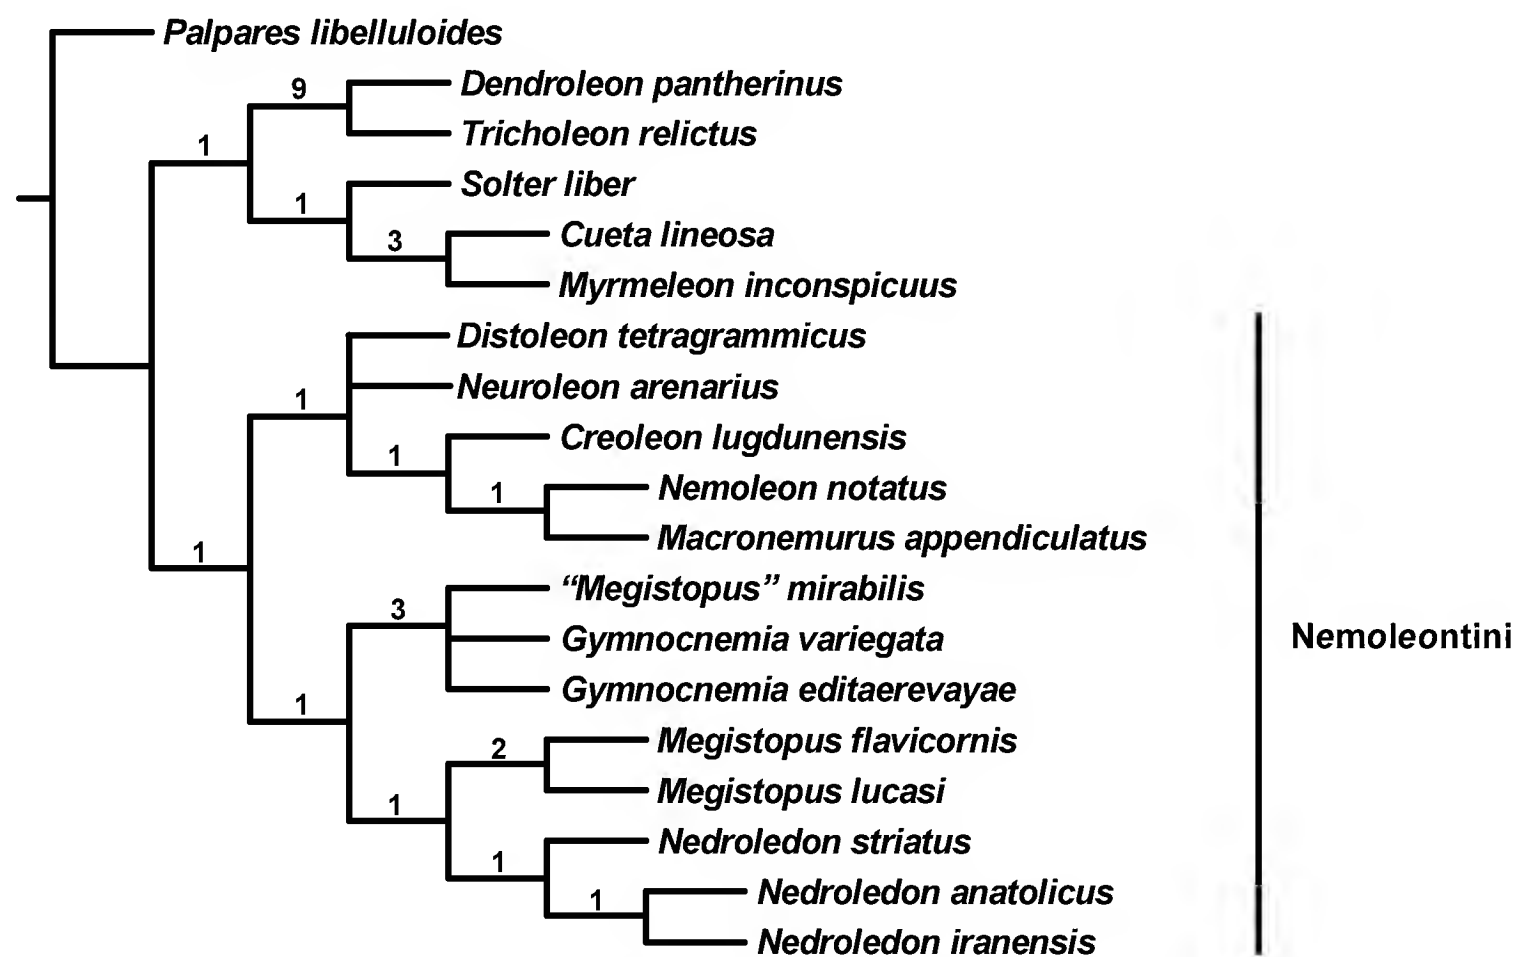 Palpares libelluloides
9
Dendroleon pantherinus
Tricholeon relictus
1
Solter liber
1
Cueta lineosa
3
Myrmeleon inconspicuus
Distoleon tetragrammicus
Neuroleon arenarius
1
Creoleon lugdunensis
1
Nemoleon notatus
1
Macronemurus appendiculatus
1
“Megistopus” mirabilis
3
Gymnocnemia variegata
Nemoleontini
Gymnocnemia editaerevayae
1
Megistopus flavicornis
2
Megistopus lucasi
1
Nedroledon striatus
1
Nedroledon anatolicus
1
Nedroledon iranensis